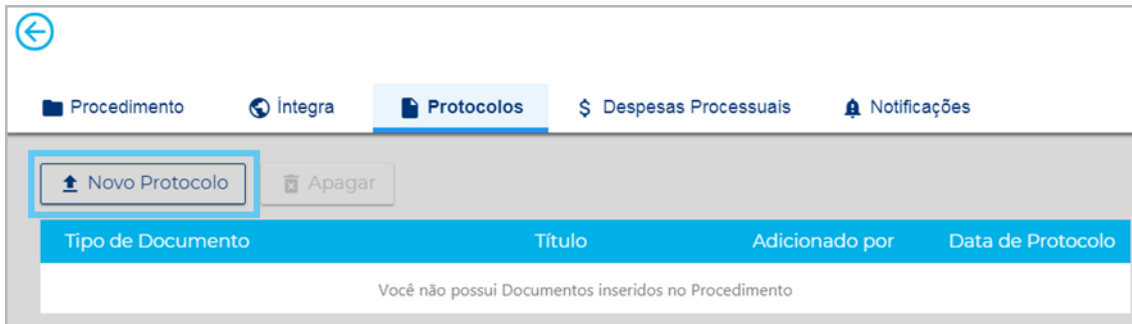 Procedimento Íntegra Protocolos $ Despesas Processuais Notificações
Novo Protocolo Apagar
Tipo de Documento Título Adicionado por Data de Protocolo
Você não possui Documentos inseridos no Procedimento